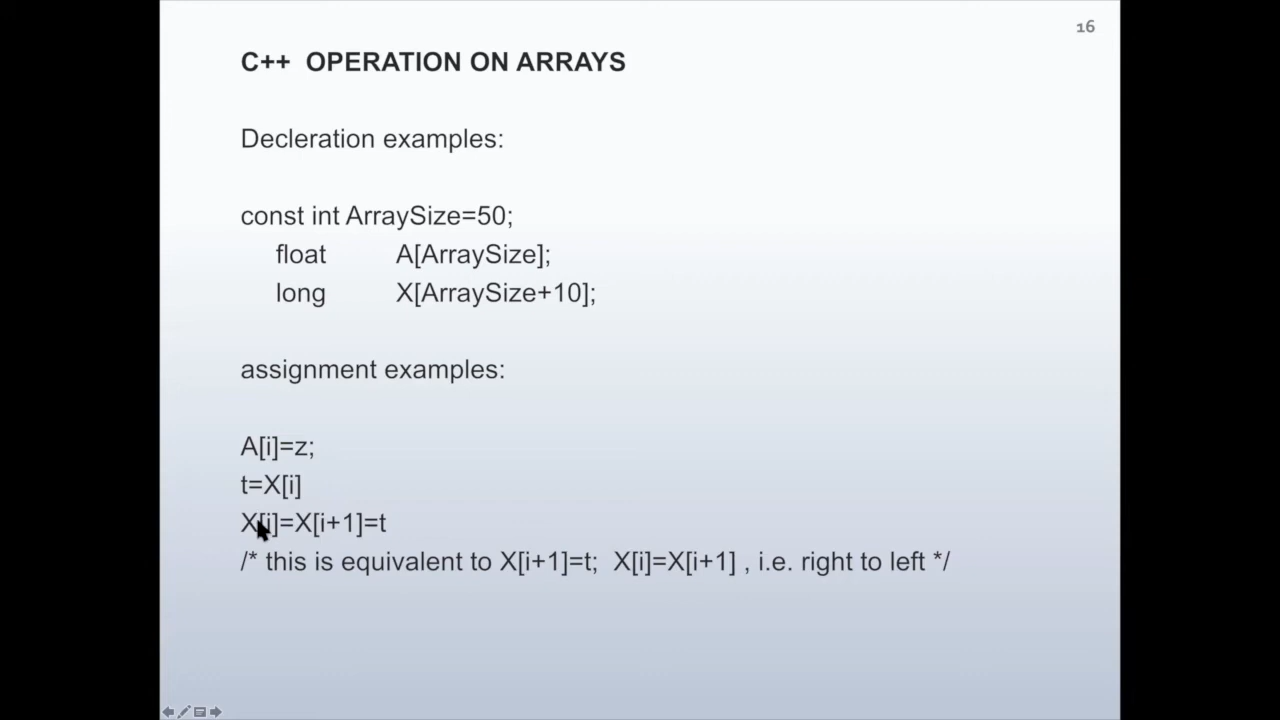 16
C++ OPERATION ON ARRAYS
Decleration examples:
const int ArraySize=50;
float A[ArraySize];
long X[ArraySize+10];
assignment examples:
A[i]=z;
t=X[i]
X[i]=X[i+1]=t
/* this is equivalent to X[i+1]=t; X[i]=X[i+1] , i.e. right to left */